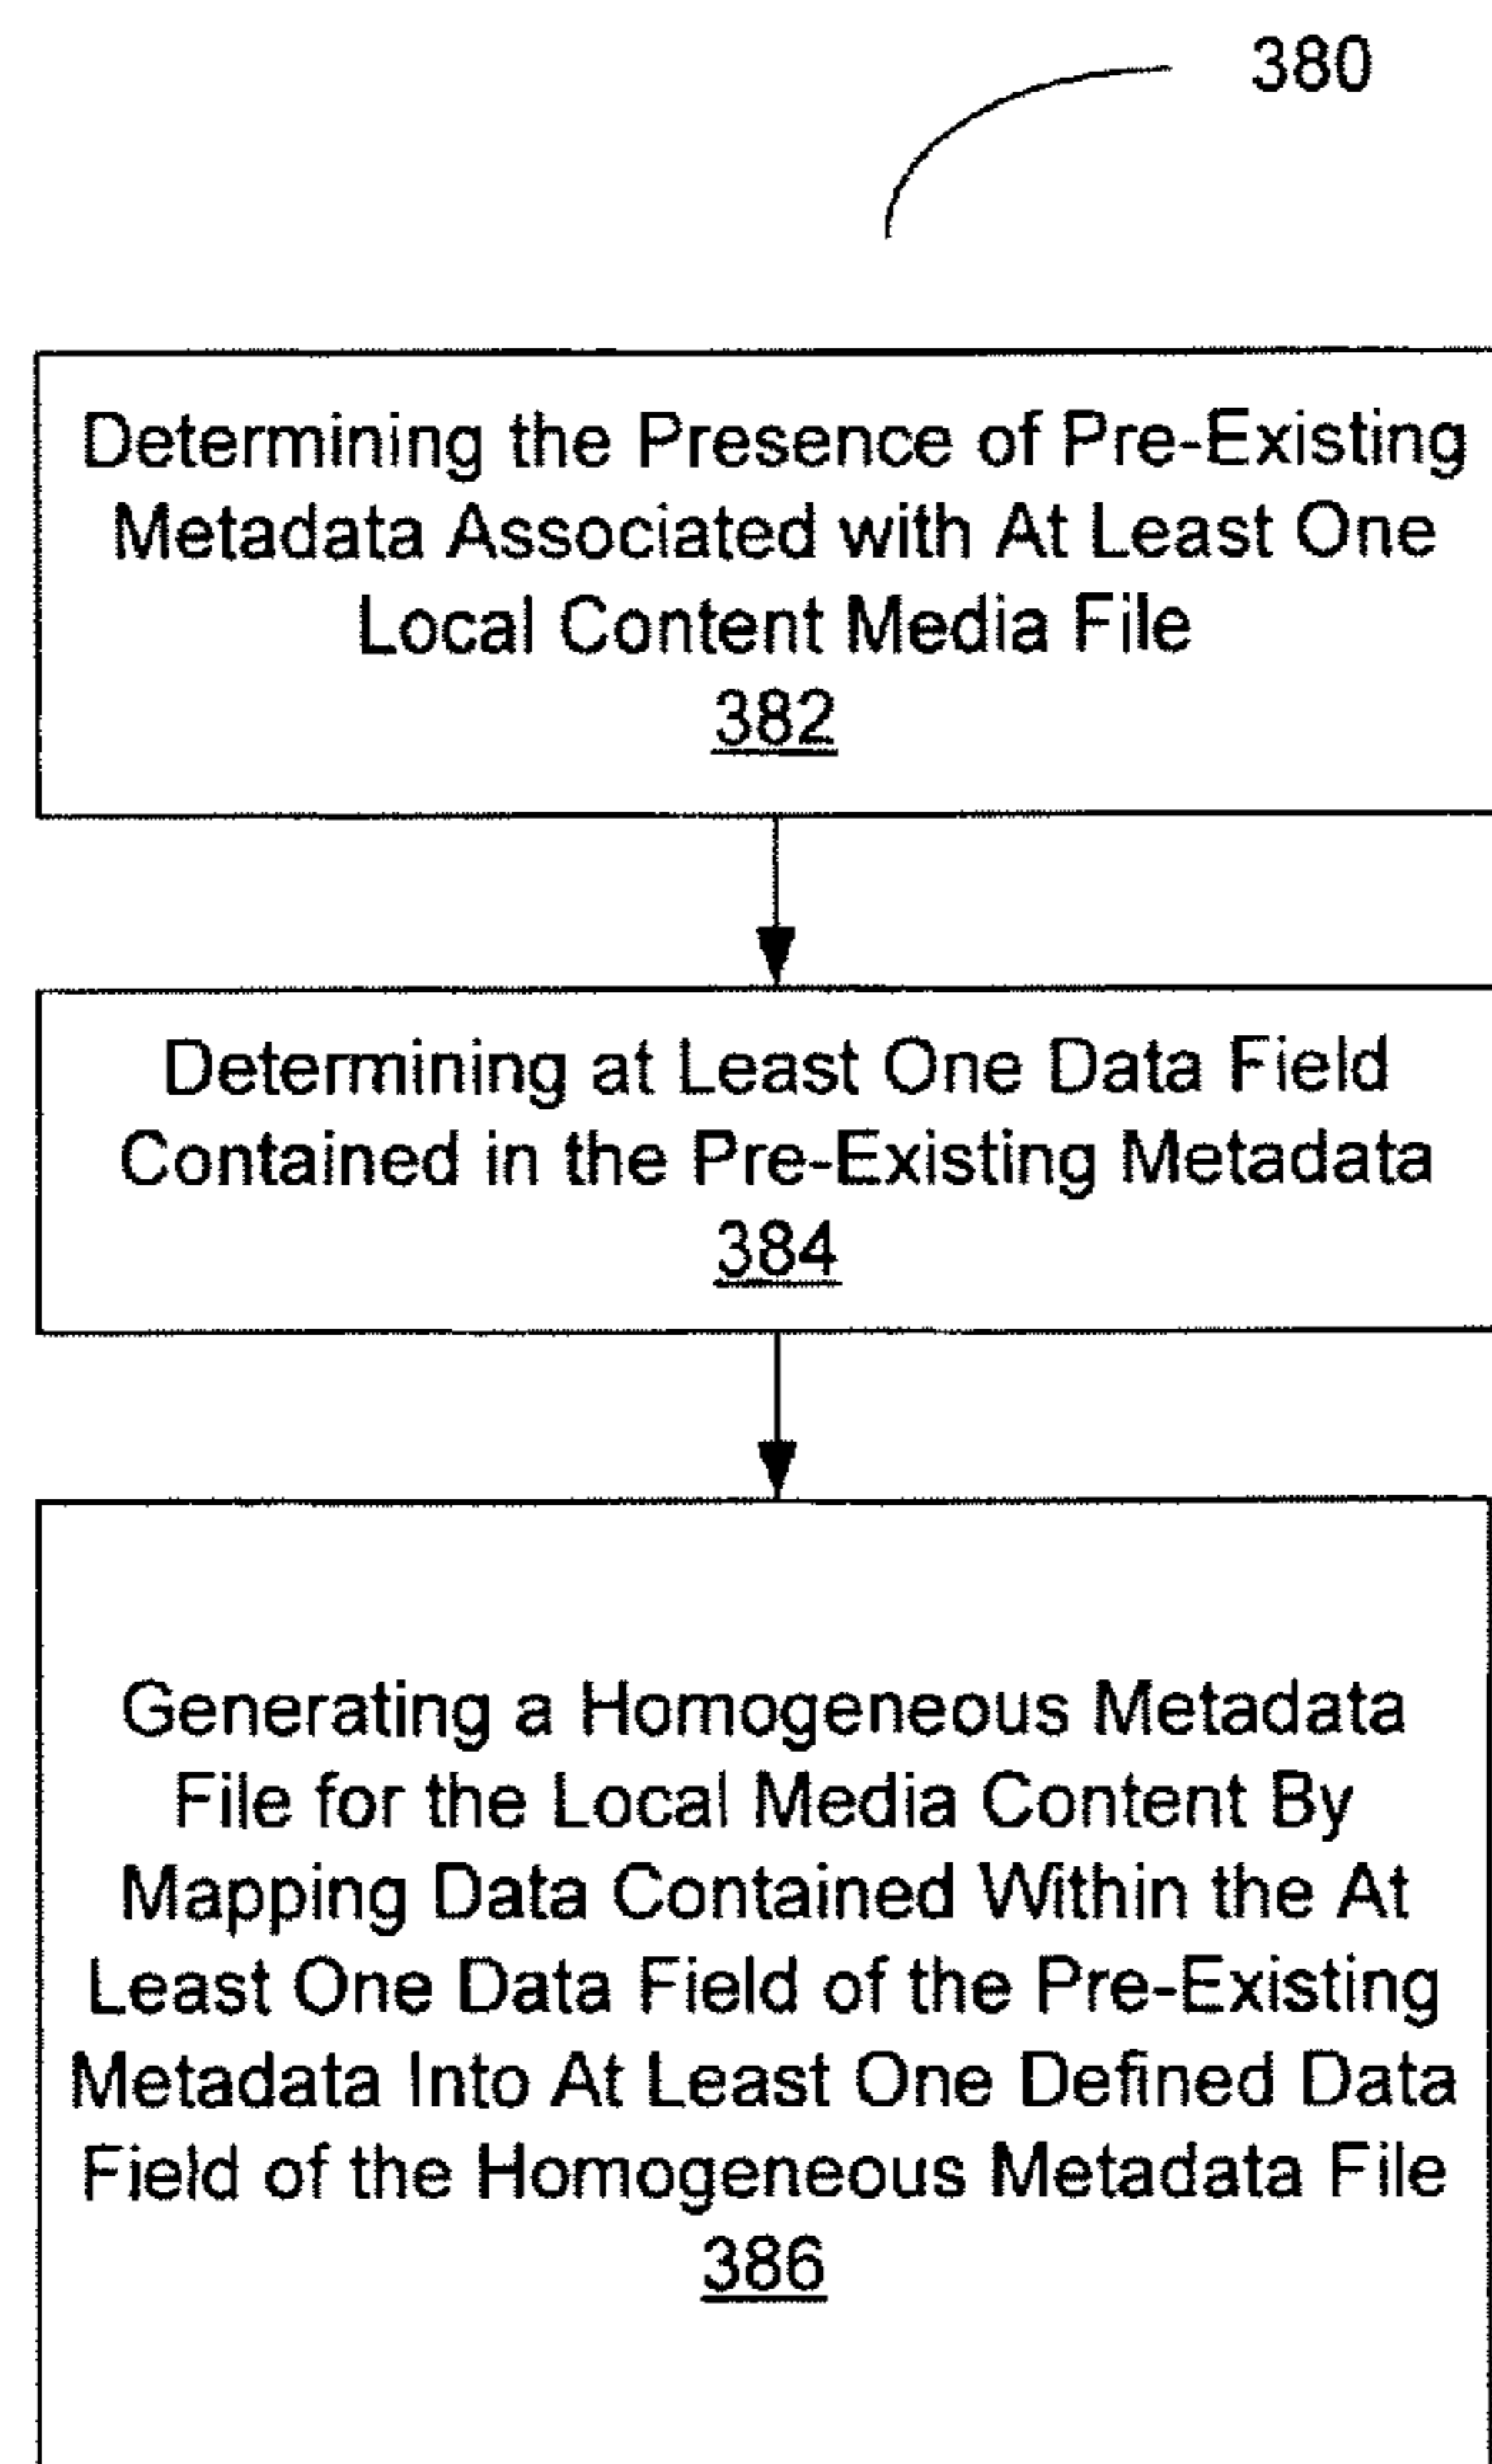 380
Determining the Presence of Pre-Existing
Metadata Associated with At Least One
Local Content Media File
382
Determining at Least One Data Field
Contained in the Pre-Existing Metadata
384
Generating a Homogeneous Metadata
File for the Local Media Content By
Mapping Data Contained Within the At
Least One Data Field of the Pre-Existing
Metadata Into At Least One Defined Data
Field of the Homogeneous Metadata File
386